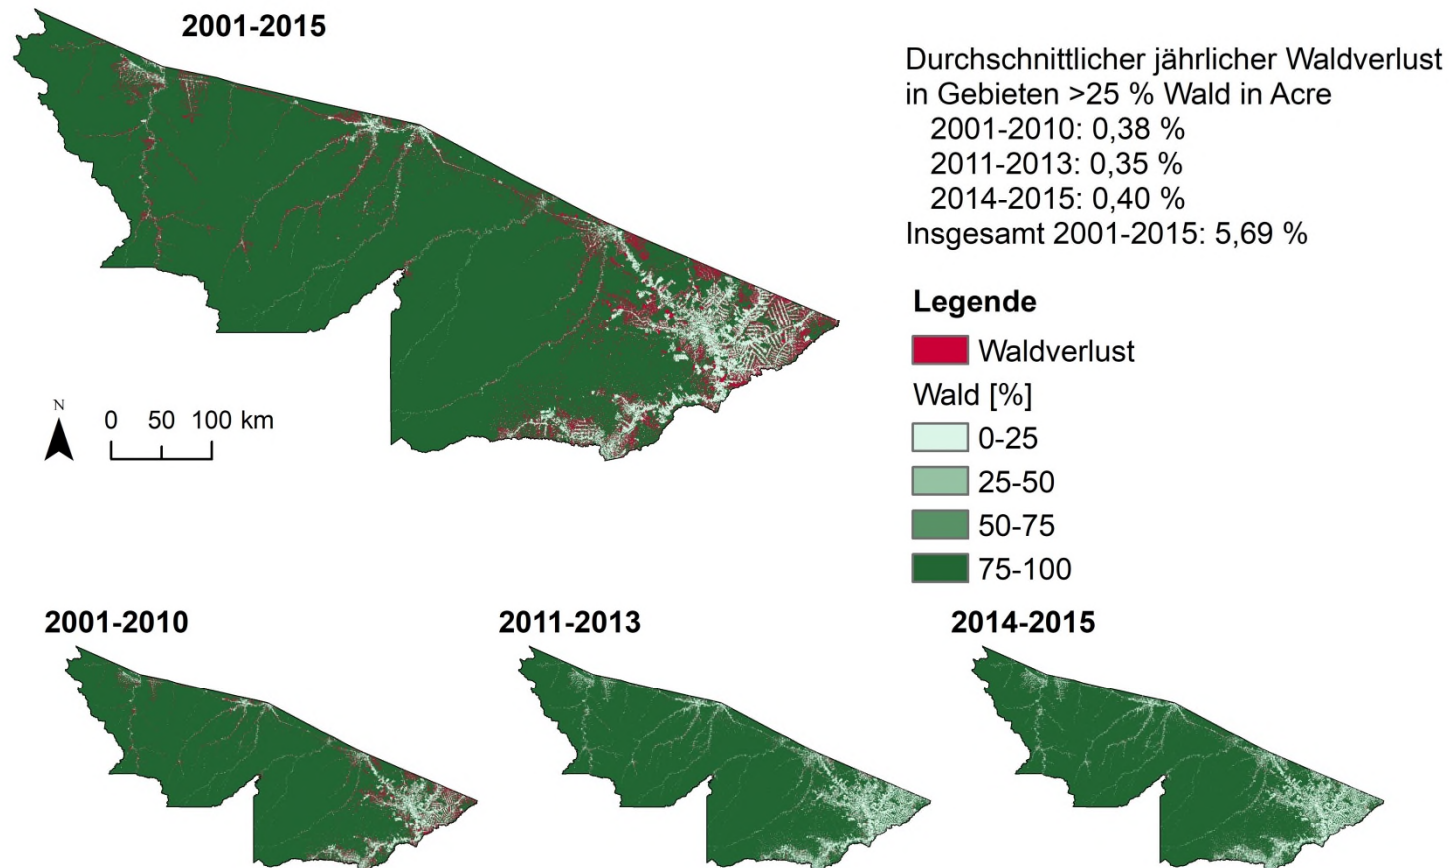 2001-2015
Durchschnittlicher jährlicher Waldverlust
in Gebieten >25 % Wald in Acre
2001-2010: 0,38 %
2011-2013: 0,35 %
2014-2015: 0,40 %
Insgesamt 2001-2015: 5,69 %
Legende
Waldverlust
Wald [%]
0-25
25-50
50-75
75-100
N
0 50 100 km
2001-2010
2011-2013
2014-2015